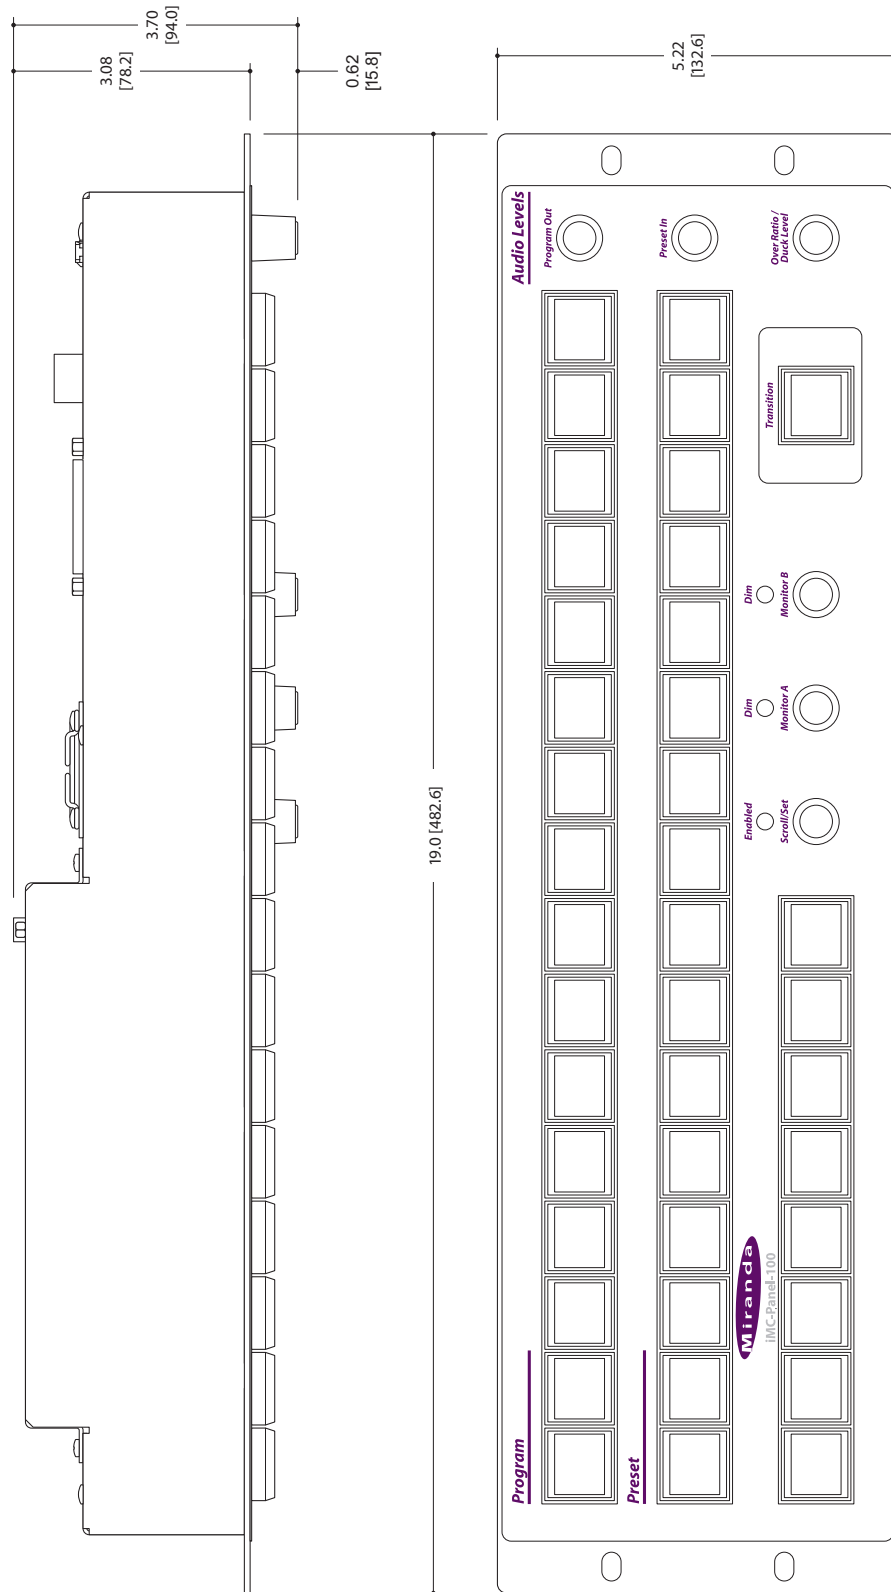 3.70
[94.0]
3.08
[78.2]
0.62
[15.8]
5.22
[132.6]
19.0 [482.6]
Audio Levels
Program Out
Preset In
Over Ratio /
Duck Level
Transition
Dim
Monitor B
Dim
Monitor A
Enabled
Scroll/Set
Program
Preset
Miranda
iMC-Panel-100